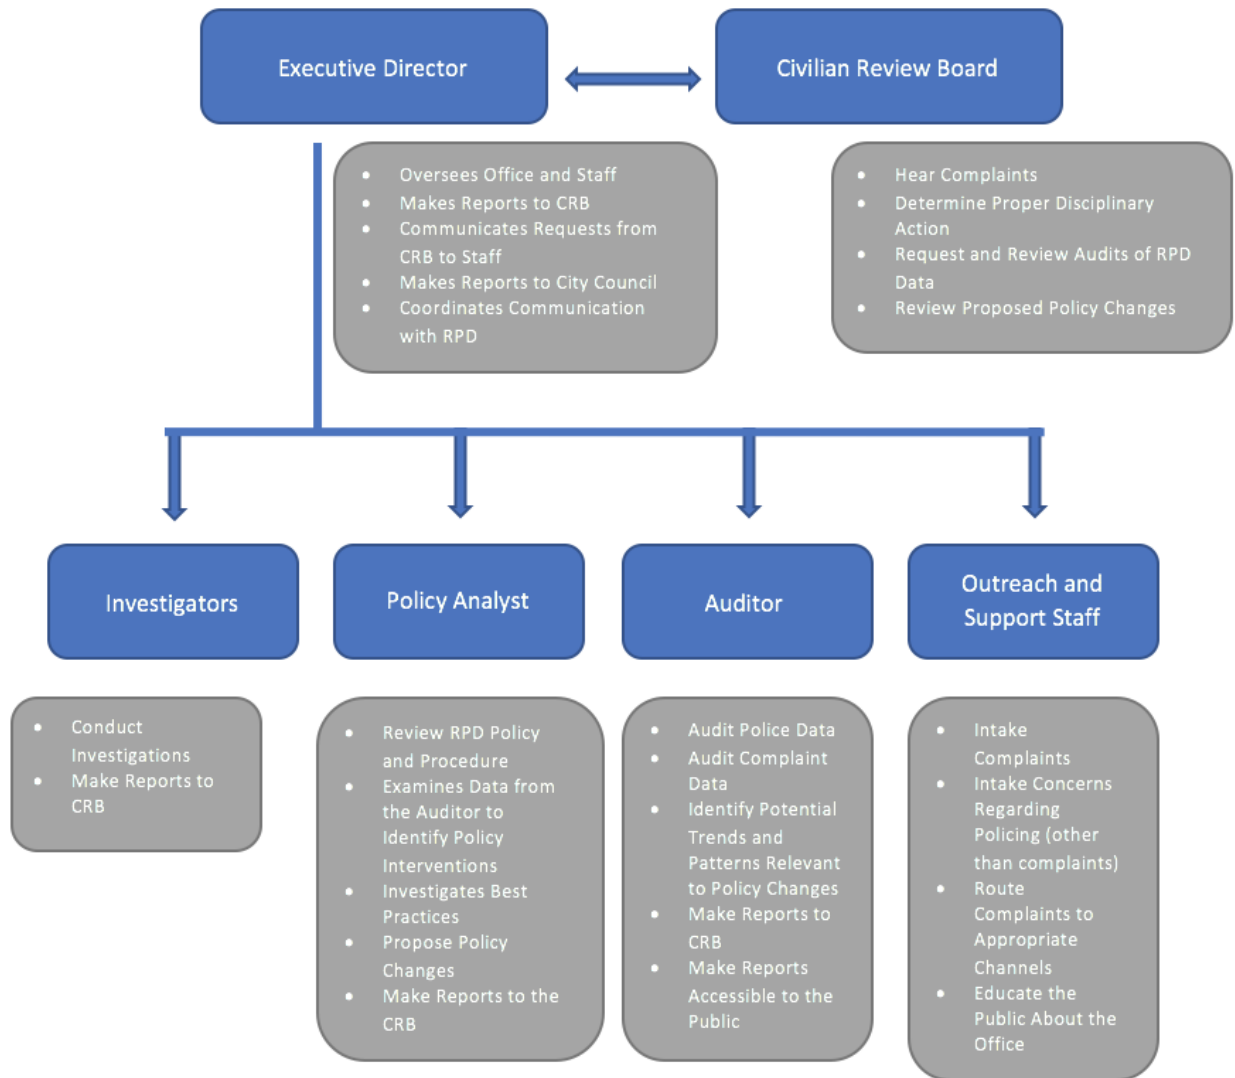 Executive Director
Civilian Review Board
• Oversees Office and Staff
• Makes Reports to CRB
• Communicates Requests from
CRB to Staff
• Makes Reports to City Council
• Coordinates Communication
with RPD
• Hear Complaints
• Determine Proper Disciplinary
Action
• Request and Review Audits of RPD
Data
• Review Proposed Policy Changes
Investigators
Policy Analyst
Auditor
Outreach and
Support Staff
• Conduct
Investigations
• Make Reports to
CRB
• Review RPD Policy
and Procedure
• Examines Data from
the Auditor to
Identify Policy
Interventions
• Investigates Best
Practices
• Propose Policy
Changes
• Make Reports to the
CRB
• Audit Police Data
• Audit Complaint
Data
• Identify Potential
Trends and
Patterns Relevant
to Policy Changes
• Make Reports to
CRB
• Make Reports
Accessible to the
Public
• Intake
Complaints
• Intake Concerns
Regarding
Policing (other
than complaints)
• Route
Complaints to
Appropriate
Channels
• Educate the
Public About the
Office